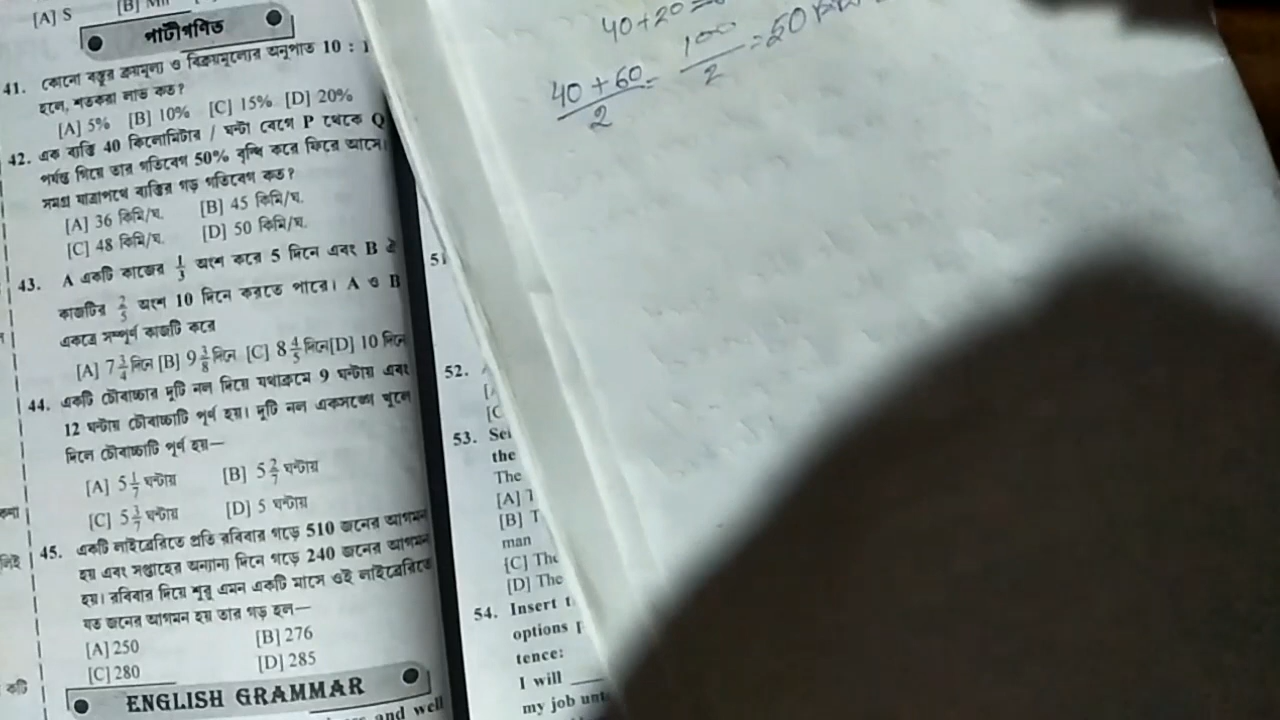 [A] S [B] Mil
পাটীগণিত
41. কোনো বস্তুর ক্রয়মূল্য ও বিক্রয়মূল্যের অনুপাত 10 : 1
হলে, শতকরা লাভ কত?
[A] 5% [B] 10% [C] 15% [D] 20%
42. এক ব্যক্তি 40 কিলোমিটার / ঘন্টা বেগে P থেকে Q
পর্যন্ত গিয়ে তার গতিবেগ 50% বৃদ্ধি করে ফিরে আসে।
সমগ্র যাত্রাপথে ব্যক্তির গড় গতিবেগ কত?
[A] 36 কিমি/ঘ. [B] 45 কিমি/ঘ.
[C] 48 কিমি/ঘ. [D] 50 কিমি/ঘ.
43. A একটি কাজের 1/3 অংশ করে 5 দিনে এবং B ঐ
কাজটির 2/5 অংশ 10 দিনে করতে পারে। A ও B
একত্রে সম্পূর্ণ কাজটি করে
[A] 7 3/4 দিনে [B] 9 3/8 দিনে [C] 8 4/5 দিনে [D] 10 দিনে
44. একটি চৌবাচ্চার দুটি নল দিয়ে যথাক্রমে 9 ঘন্টায় এবং
12 ঘন্টায় চৌবাচ্চাটি পূর্ণ হয়। দুটি নল একসঙ্গে খুলে
দিলে চৌবাচ্চাটি পূর্ণ হয়—
[A] 5 1/7 ঘন্টায় [B] 5 2/7 ঘন্টায়
[C] 5 3/7 ঘন্টায় [D] 5 ঘন্টায়
45. একটি লাইব্রেরিতে প্রতি রবিবার গড়ে 510 জনের আগমন
হয় এবং সপ্তাহের অন্যান্য দিনে গড়ে 240 জনের আগমন
হয়। রবিবার দিয়ে শুরু এমন একটি মাসে ওই লাইব্রেরিতে
যত জনের আগমন হয় তার গড় হল—
[A] 250 [B] 276
[C] 280 [D] 285
ENGLISH GRAMMAR
and well
51
52.
[C
53. Sel
the
The
[A] T
[B] T
man
[C] The
[D] The
54. Insert t
options
tence:
I will ___
my job unt
40+20=
40+60/2 = 100/2 = 50